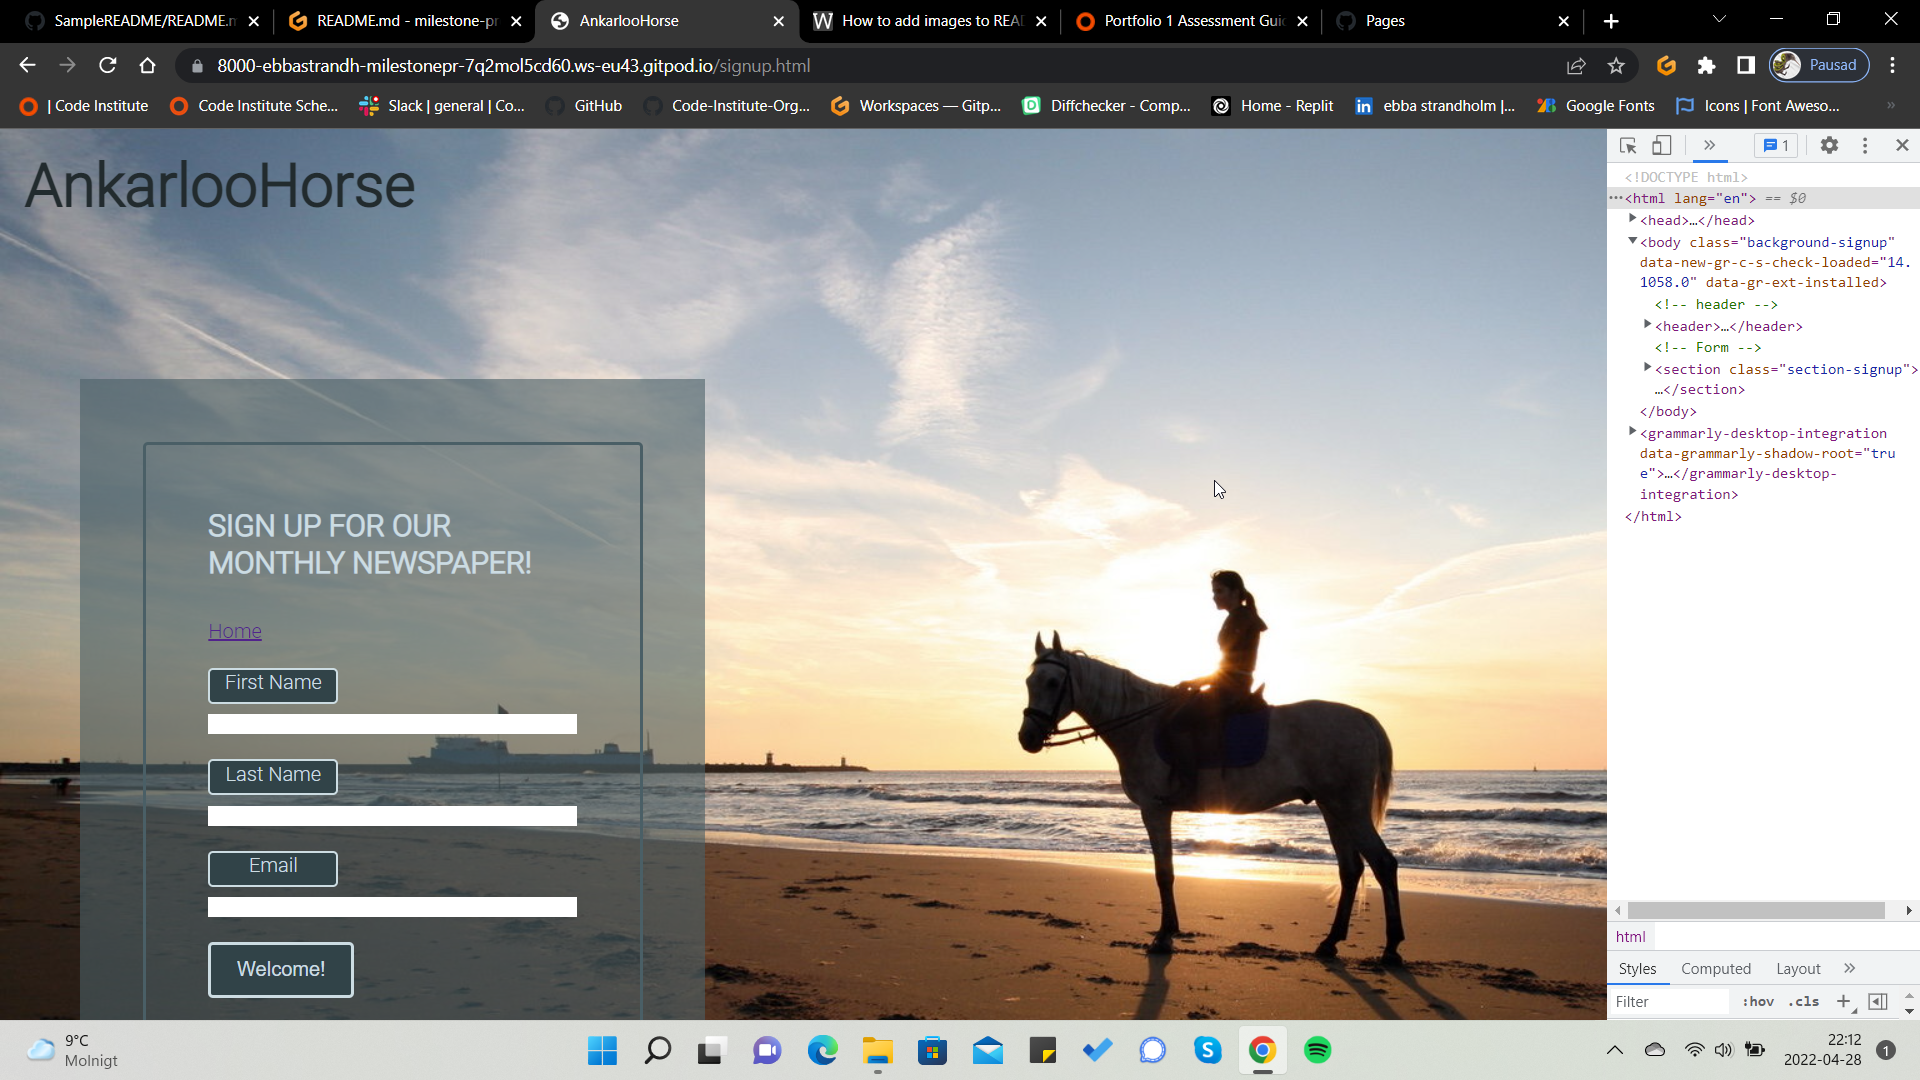 SampleREADME/README.m
README.md - milestone-pr
AnkarlooHorse
How to add images to READ
Portfolio 1 Assessment Gui
Pages
8000-ebbastrandh-milestonepr-7q2mol5cd60.ws-eu43.gitpod.io/signup.html
Pausad
| Code Institute
Code Institute Sche...
Slack | general | Co...
GitHub
Code-Institute-Org...
Workspaces — Gitp...
Diffchecker - Comp...
Home - Replit
ebba strandholm |...
Google Fonts
Icons | Font Aweso...
»
AnkarlooHorse
SIGN UP FOR OUR
MONTHLY NEWSPAPER!
Home
First Name
Last Name
Email
Welcome!
» 1
<!DOCTYPE html>
···<html lang="en"> == $0
<head>…</head>
<body class="background-signup"
data-new-gr-c-s-check-loaded="14.
1058.0" data-gr-ext-installed>
<!-- header -->
<header>…</header>
<!-- Form -->
<section class="section-signup">
…</section>
</body>
<grammarly-desktop-integration
data-grammarly-shadow-root="tru
e">…</grammarly-desktop-
integration>
</html>
html
Styles Computed Layout »
Filter :hov .cls +
9°C
Molnigt
22:12
2022-04-28
1